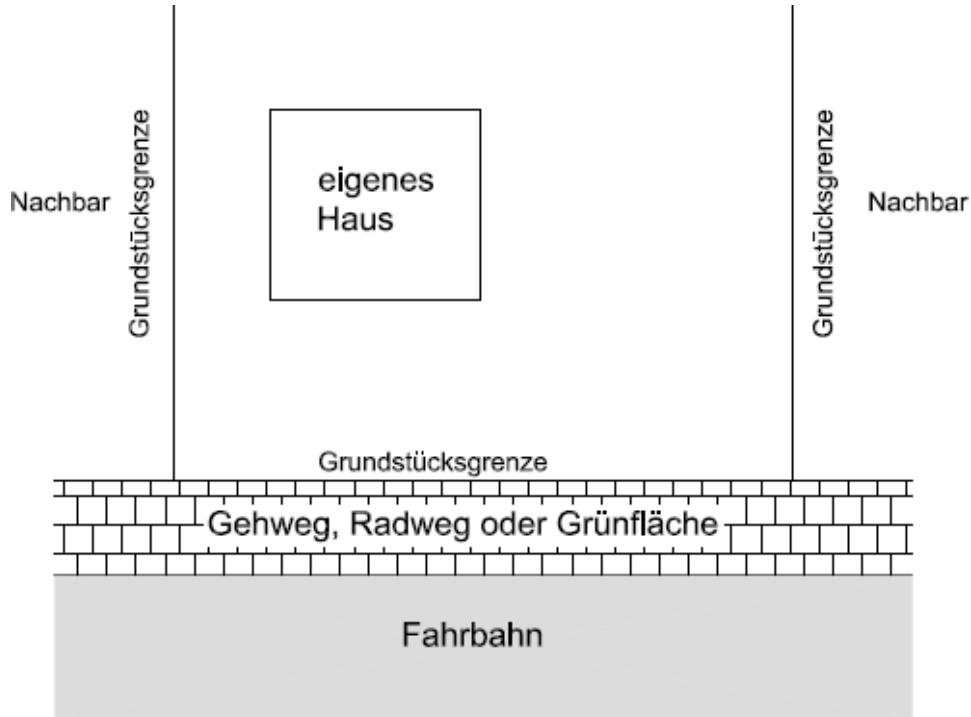 eigenes
Haus
Nachbar
Grundstücksgrenze
Grundstücksgrenze
Nachbar
Grundstücksgrenze
Gehweg, Radweg oder Grünfläche
Fahrbahn